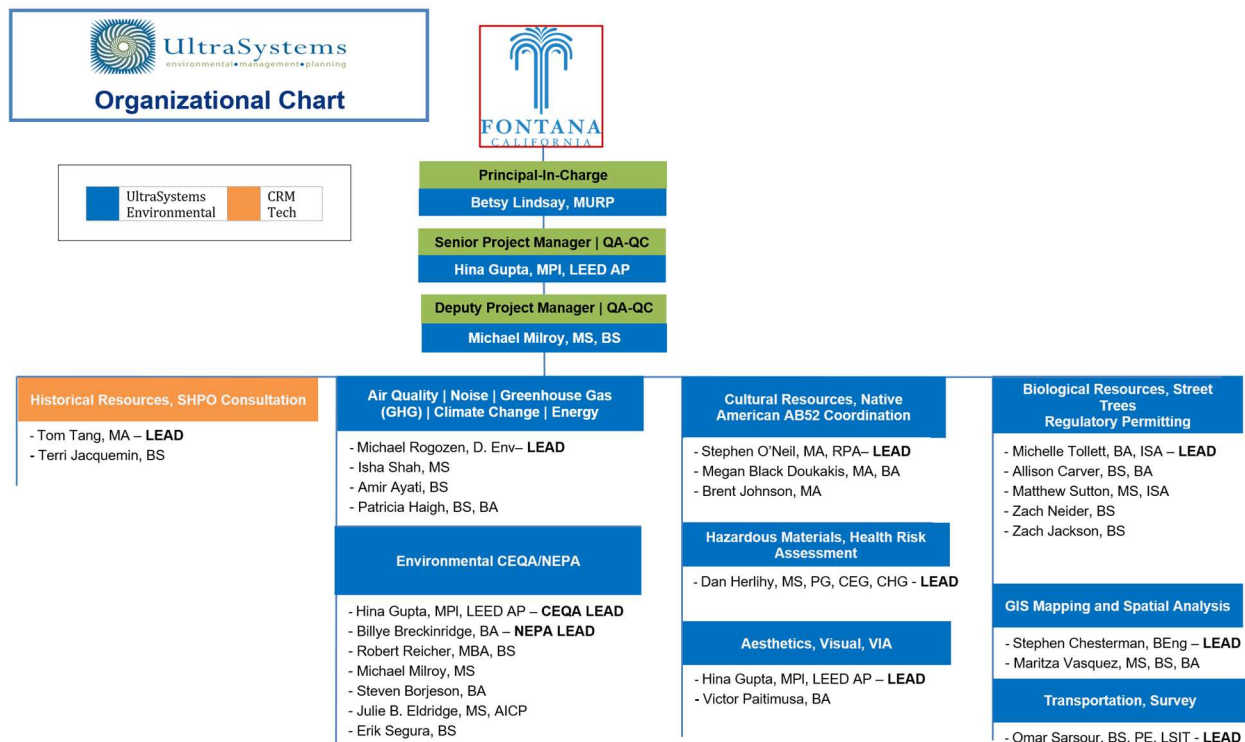 UltraSystems
environmental•management•planning
Organizational Chart
FONTANA
CALIFORNIA
UltraSystems
Environmental
CRM
Tech
Principal-In-Charge
Betsy Lindsay, MURP
Senior Project Manager | QA-QC
Hina Gupta, MPI, LEED AP
Deputy Project Manager | QA-QC
Michael Milroy, MS, BS
Historical Resources, SHPO Consultation
- Tom Tang, MA – LEAD
- Terri Jacquemin, BS
Air Quality | Noise | Greenhouse Gas
(GHG) | Climate Change | Energy
- Michael Rogozen, D. Env– LEAD
- Isha Shah, MS
- Amir Ayati, BS
- Patricia Haigh, BS, BA
Environmental CEQA/NEPA
- Hina Gupta, MPI, LEED AP – CEQA LEAD
- Billye Breckinridge, BA – NEPA LEAD
- Robert Reicher, MBA, BS
- Michael Milroy, MS
- Steven Borjeson, BA
- Julie B. Eldridge, MS, AICP
- Erik Segura, BS
Cultural Resources, Native
American AB52 Coordination
- Stephen O'Neil, MA, RPA– LEAD
- Megan Black Doukakis, MA, BA
- Brent Johnson, MA
Hazardous Materials, Health Risk
Assessment
- Dan Herlihy, MS, PG, CEG, CHG - LEAD
Aesthetics, Visual, VIA
- Hina Gupta, MPI, LEED AP – LEAD
- Victor Paitimusa, BA
Biological Resources, Street
Trees
Regulatory Permitting
- Michelle Tollett, BA, ISA – LEAD
- Allison Carver, BS, BA
- Matthew Sutton, MS, ISA
- Zach Neider, BS
- Zach Jackson, BS
GIS Mapping and Spatial Analysis
- Stephen Chesterman, BEng – LEAD
- Maritza Vasquez, MS, BS, BA
Transportation, Survey
- Omar Sarsour, BS, PE, LSIT - LEAD